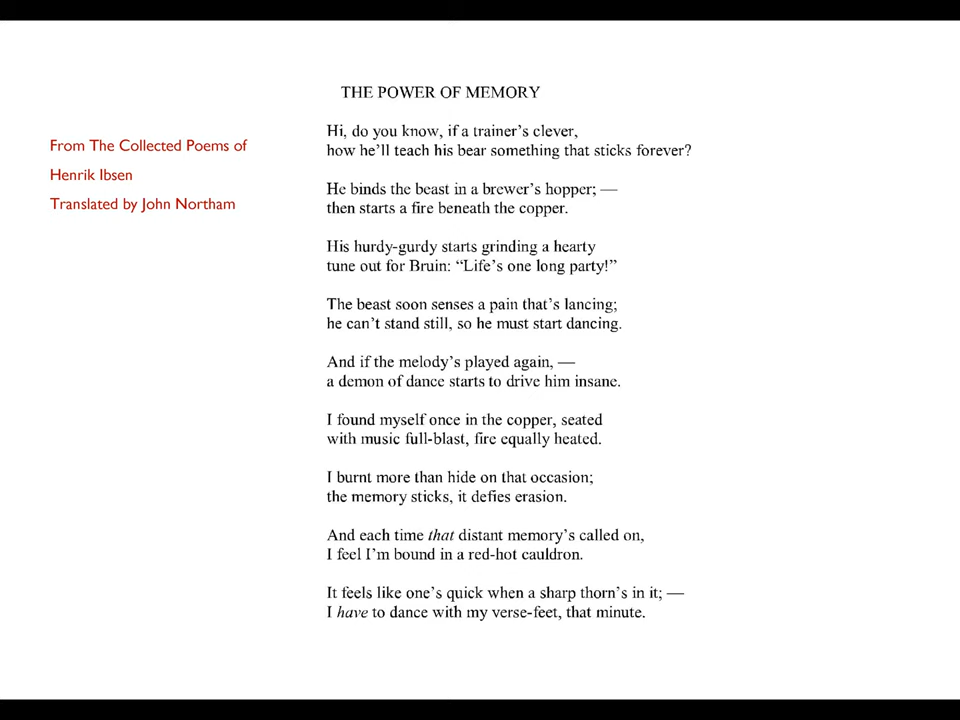 THE POWER OF MEMORY
From The Collected Poems of
Henrik Ibsen
Translated by John Northam
Hi, do you know, if a trainer’s clever,
how he’ll teach his bear something that sticks forever?
He binds the beast in a brewer’s hopper; —
then starts a fire beneath the copper.
His hurdy-gurdy starts grinding a hearty
tune out for Bruin: “Life’s one long party!”
The beast soon senses a pain that’s lancing;
he can’t stand still, so he must start dancing.
And if the melody’s played again, —
a demon of dance starts to drive him insane.
I found myself once in the copper, seated
with music full-blast, fire equally heated.
I burnt more than hide on that occasion;
the memory sticks, it defies erasion.
And each time that distant memory’s called on,
I feel I’m bound in a red-hot cauldron.
It feels like one’s quick when a sharp thorn’s in it; —
I have to dance with my verse-feet, that minute.